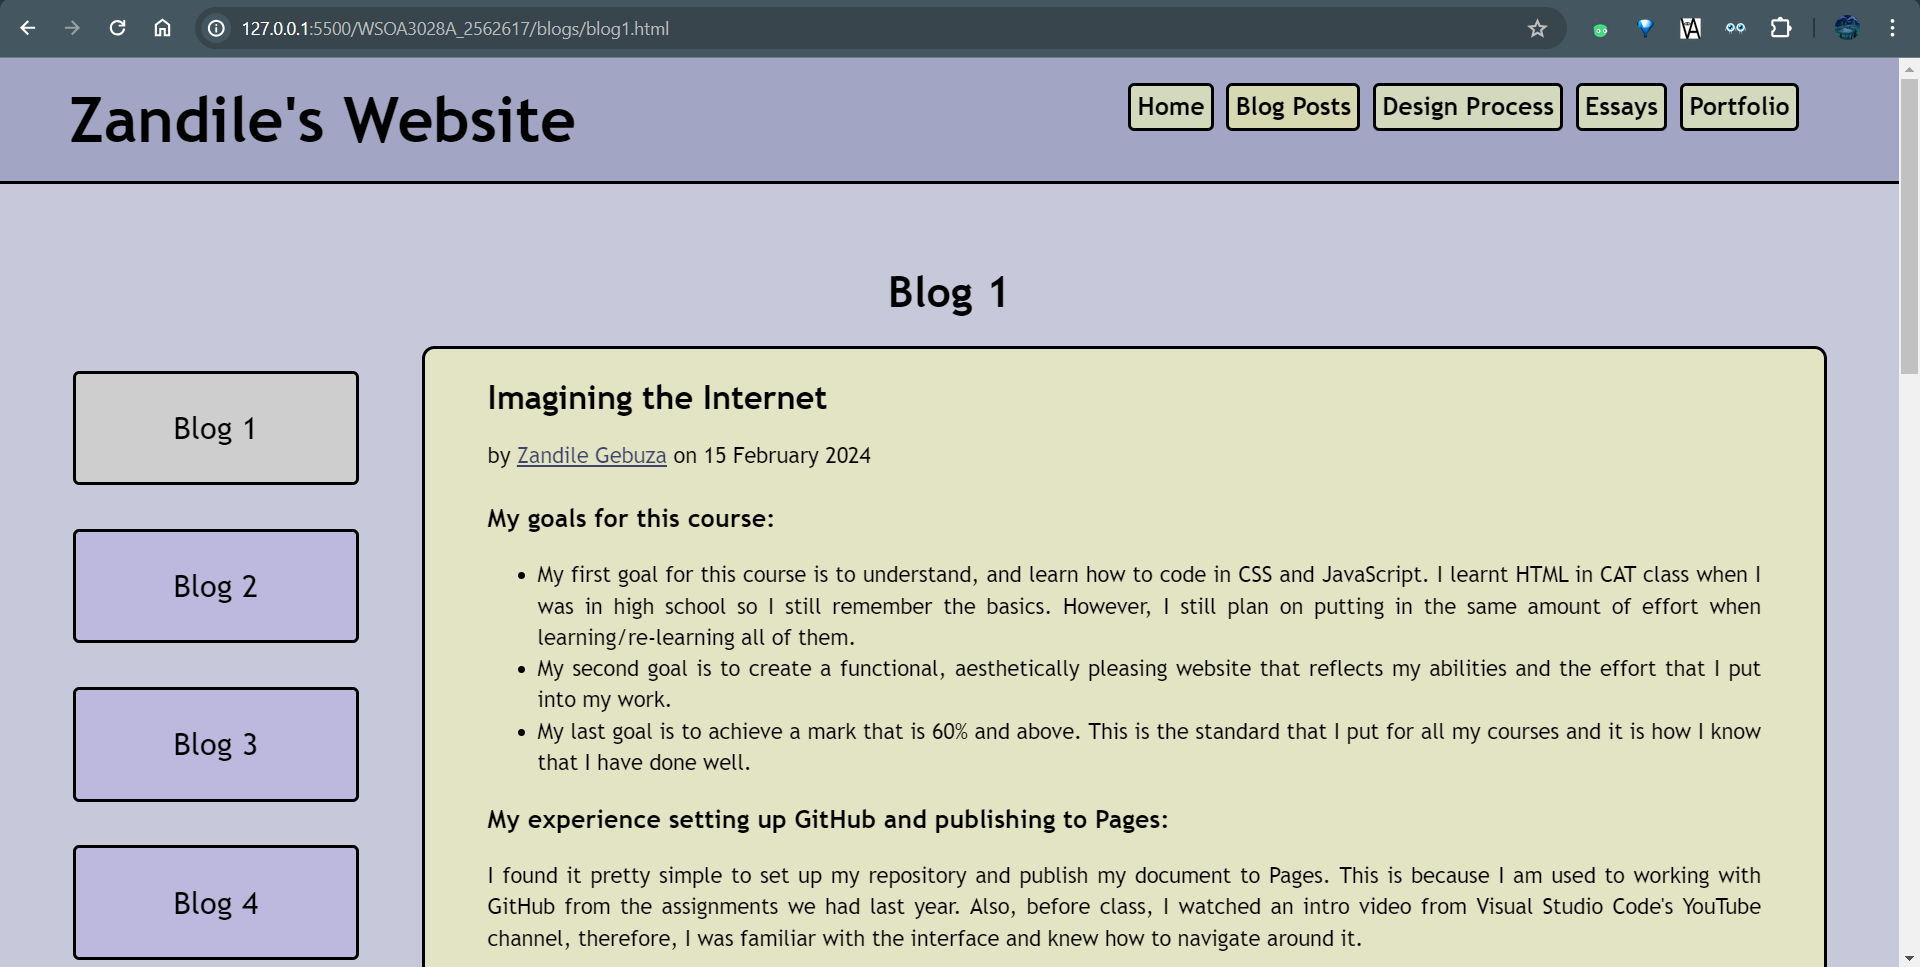 127.0.0.1:5500/WSOA3028A_2562617/blogs/blog1.html
Zandile's Website
Home
Blog Posts
Design Process
Essays
Portfolio
Blog 1
Blog 1
Blog 2
Blog 3
Blog 4
Imagining the Internet
by Zandile Gebuza on 15 February 2024
My goals for this course:
• My first goal for this course is to understand, and learn how to code in CSS and JavaScript. I learnt HTML in CAT class when I
was in high school so I still remember the basics. However, I still plan on putting in the same amount of effort when
learning/re-learning all of them.
• My second goal is to create a functional, aesthetically pleasing website that reflects my abilities and the effort that I put
into my work.
• My last goal is to achieve a mark that is 60% and above. This is the standard that I put for all my courses and it is how I know
that I have done well.
My experience setting up GitHub and publishing to Pages:
I found it pretty simple to set up my repository and publish my document to Pages. This is because I am used to working with
GitHub from the assignments we had last year. Also, before class, I watched an intro video from Visual Studio Code's YouTube
channel, therefore, I was familiar with the interface and knew how to navigate around it.